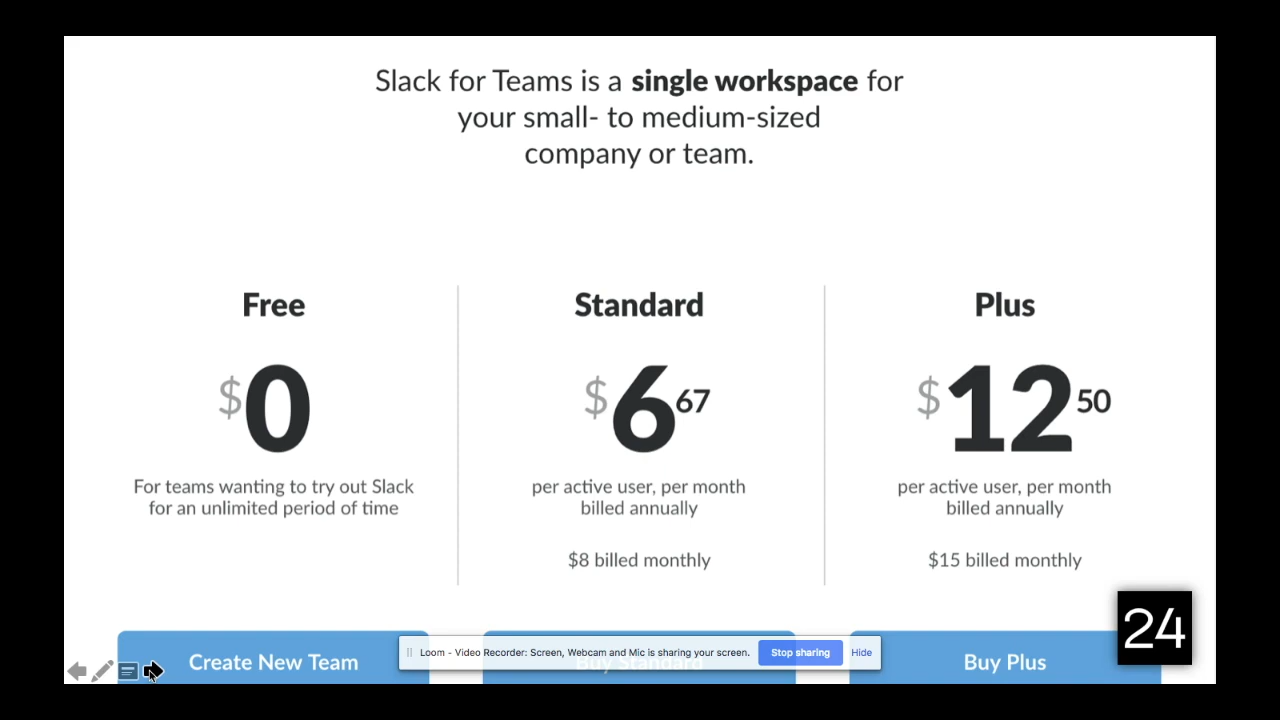 Slack for Teams is a single workspace for
your small- to medium-sized
company or team.
Free
$0
For teams wanting to try out Slack
for an unlimited period of time
Standard
$6 67
per active user, per month
billed annually
$8 billed monthly
Plus
$12 50
per active user, per month
billed annually
$15 billed monthly
Create New Team
Buy Standard
Buy Plus
Loom - Video Recorder: Screen, Webcam and Mic is sharing your screen.
Stop sharing
Hide
24